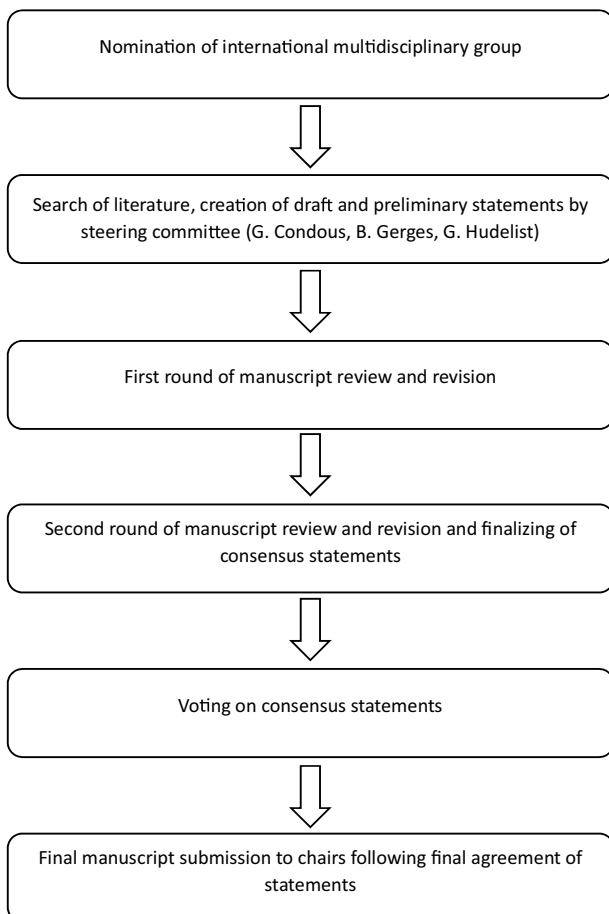 Nomination of international multidisciplinary group
Search of literature, creation of draft and preliminary statements by
steering committee (G. Condous, B. Gerges, G. Hudelist)
First round of manuscript review and revision
Second round of manuscript review and revision and finalizing of
consensus statements
Voting on consensus statements
Final manuscript submission to chairs following final agreement of
statements